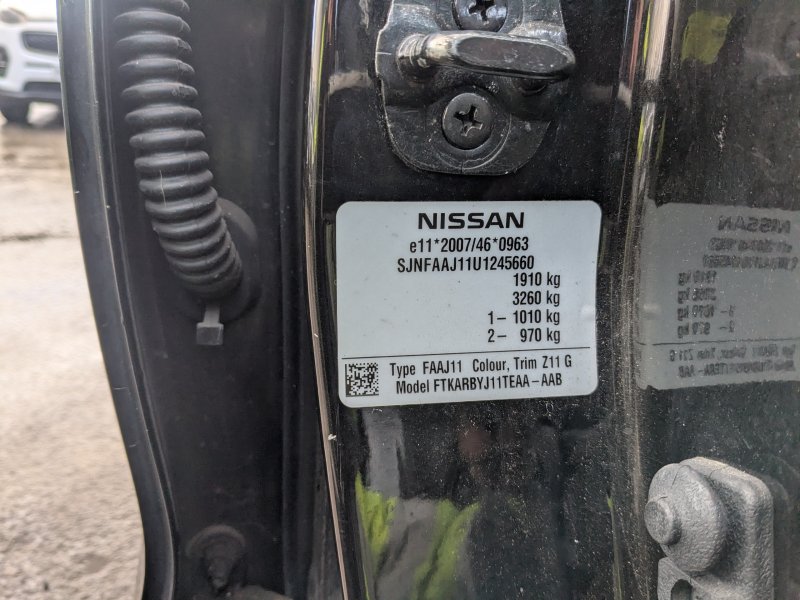 NISSAN
e11*2007/46*0963
SJNFAAJ11U1245660
1910 kg
3260 kg
1 – 1010 kg
2 – 970 kg
Type FAAJ11 Colour, Trim Z11 G
Model FTKARBYJ11TEAA – AAB